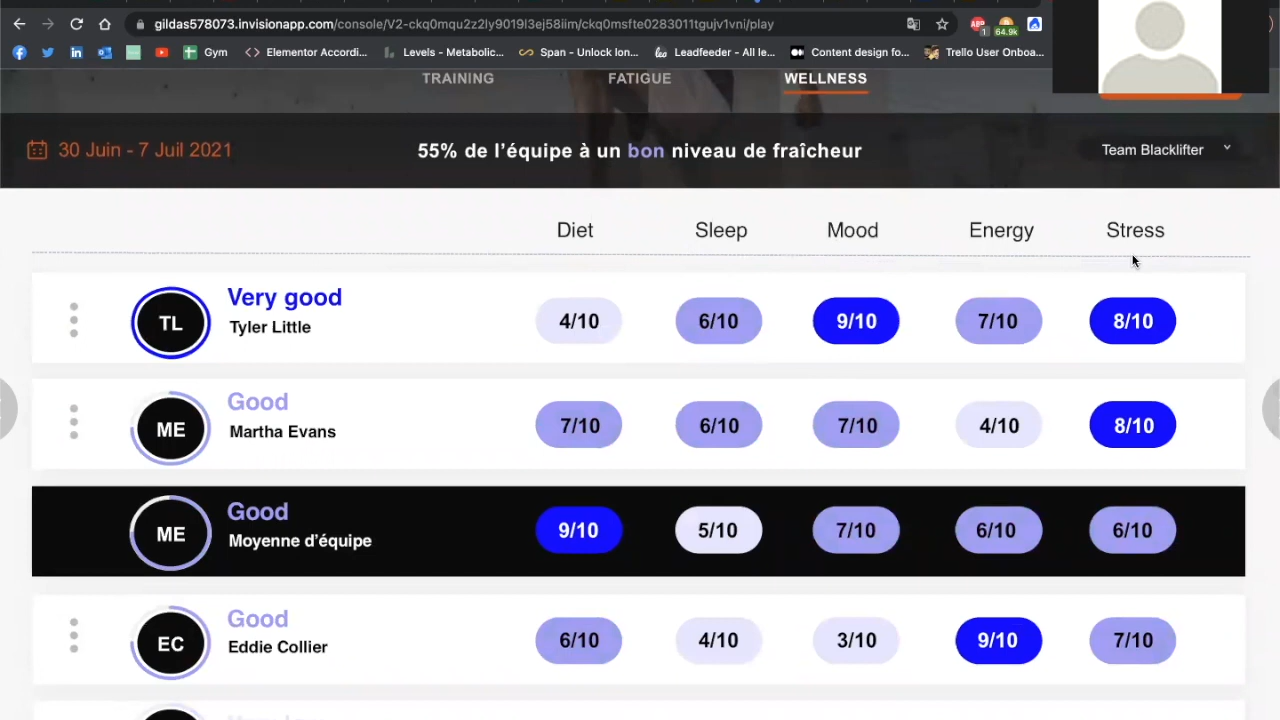 gildas578073.invisionapp.com/console/V2-ckq0mqu2z2ly9019l3ej58iim/ckq0msfte0283011tgujv1vni/play
ABP 1 64.9k
Gym Elementor Accordi... Levels - Metabolic... Span - Unlock lon... Leadfeeder - All le... Content design fo... Trello User Onboa...
TRAINING FATIGUE WELLNESS
30 Juin - 7 Juil 2021 55% de l'équipe à un bon niveau de fraîcheur Team Blacklifter
Diet Sleep Mood Energy Stress
Very good
TL Tyler Little 4/10 6/10 9/10 7/10 8/10
Good
ME Martha Evans 7/10 6/10 7/10 4/10 8/10
Good
ME Moyenne d'équipe 9/10 5/10 7/10 6/10 6/10
Good
EC Eddie Collier 6/10 4/10 3/10 9/10 7/10